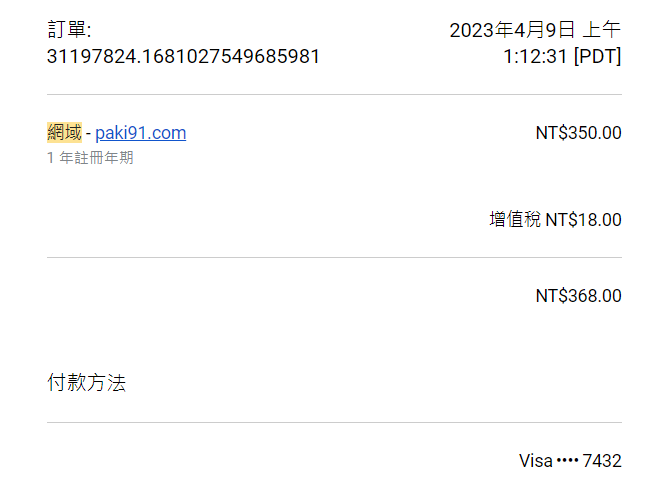 訂單:
2023年4月9日 上午
31197824.1681027549685981
1:12:31 [PDT]
網域 - paki91.com
NT$350.00
1 年註冊年期
增值稅 NT$18.00
NT$368.00
付款方法
Visa •••• 7432